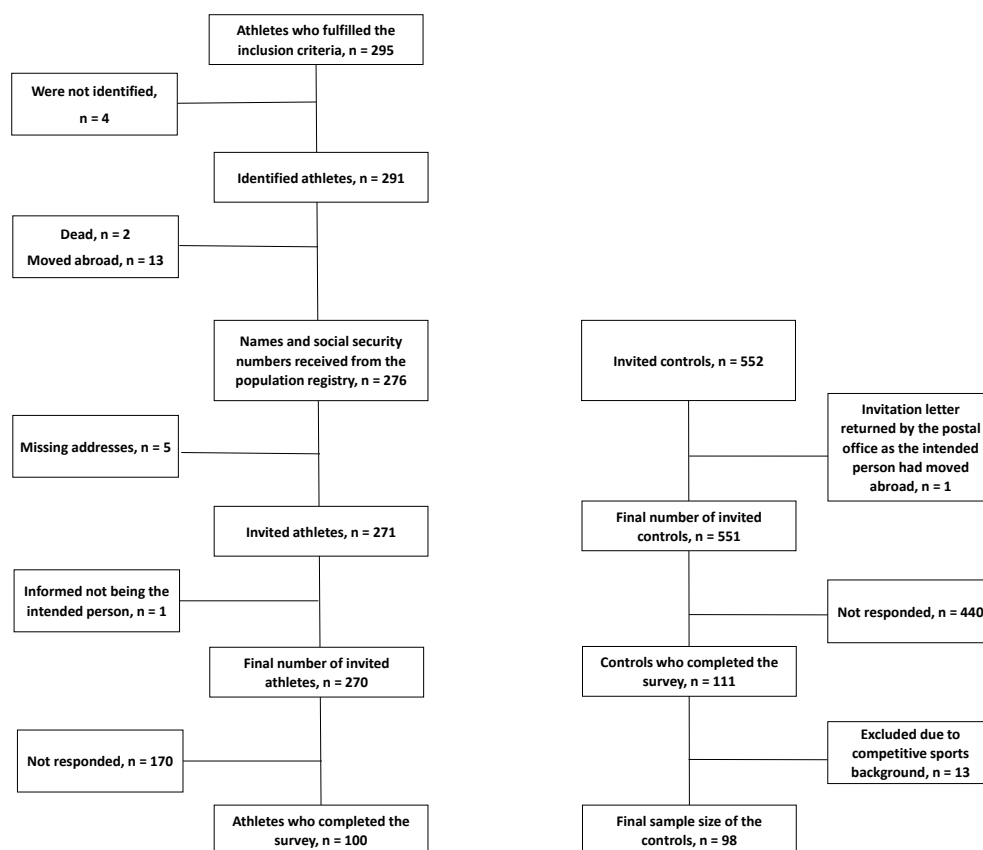 Athletes who fulfilled the
inclusion criteria, n = 295
Were not identified,
n = 4
Identified athletes, n = 291
Dead, n = 2
Moved abroad, n = 13
Names and social security
numbers received from the
population registry, n = 276
Missing addresses, n = 5
Invited athletes, n = 271
Informed not being the
intended person, n = 1
Final number of invited
athletes, n = 270
Not responded, n = 170
Athletes who completed the
survey, n = 100
Invited controls, n = 552
Invitation letter
returned by the postal
office as the intended
person had moved
abroad, n = 1
Final number of invited
controls, n = 551
Not responded, n = 440
Controls who completed the
survey, n = 111
Excluded due to
competitive sports
background, n = 13
Final sample size of the
controls, n = 98